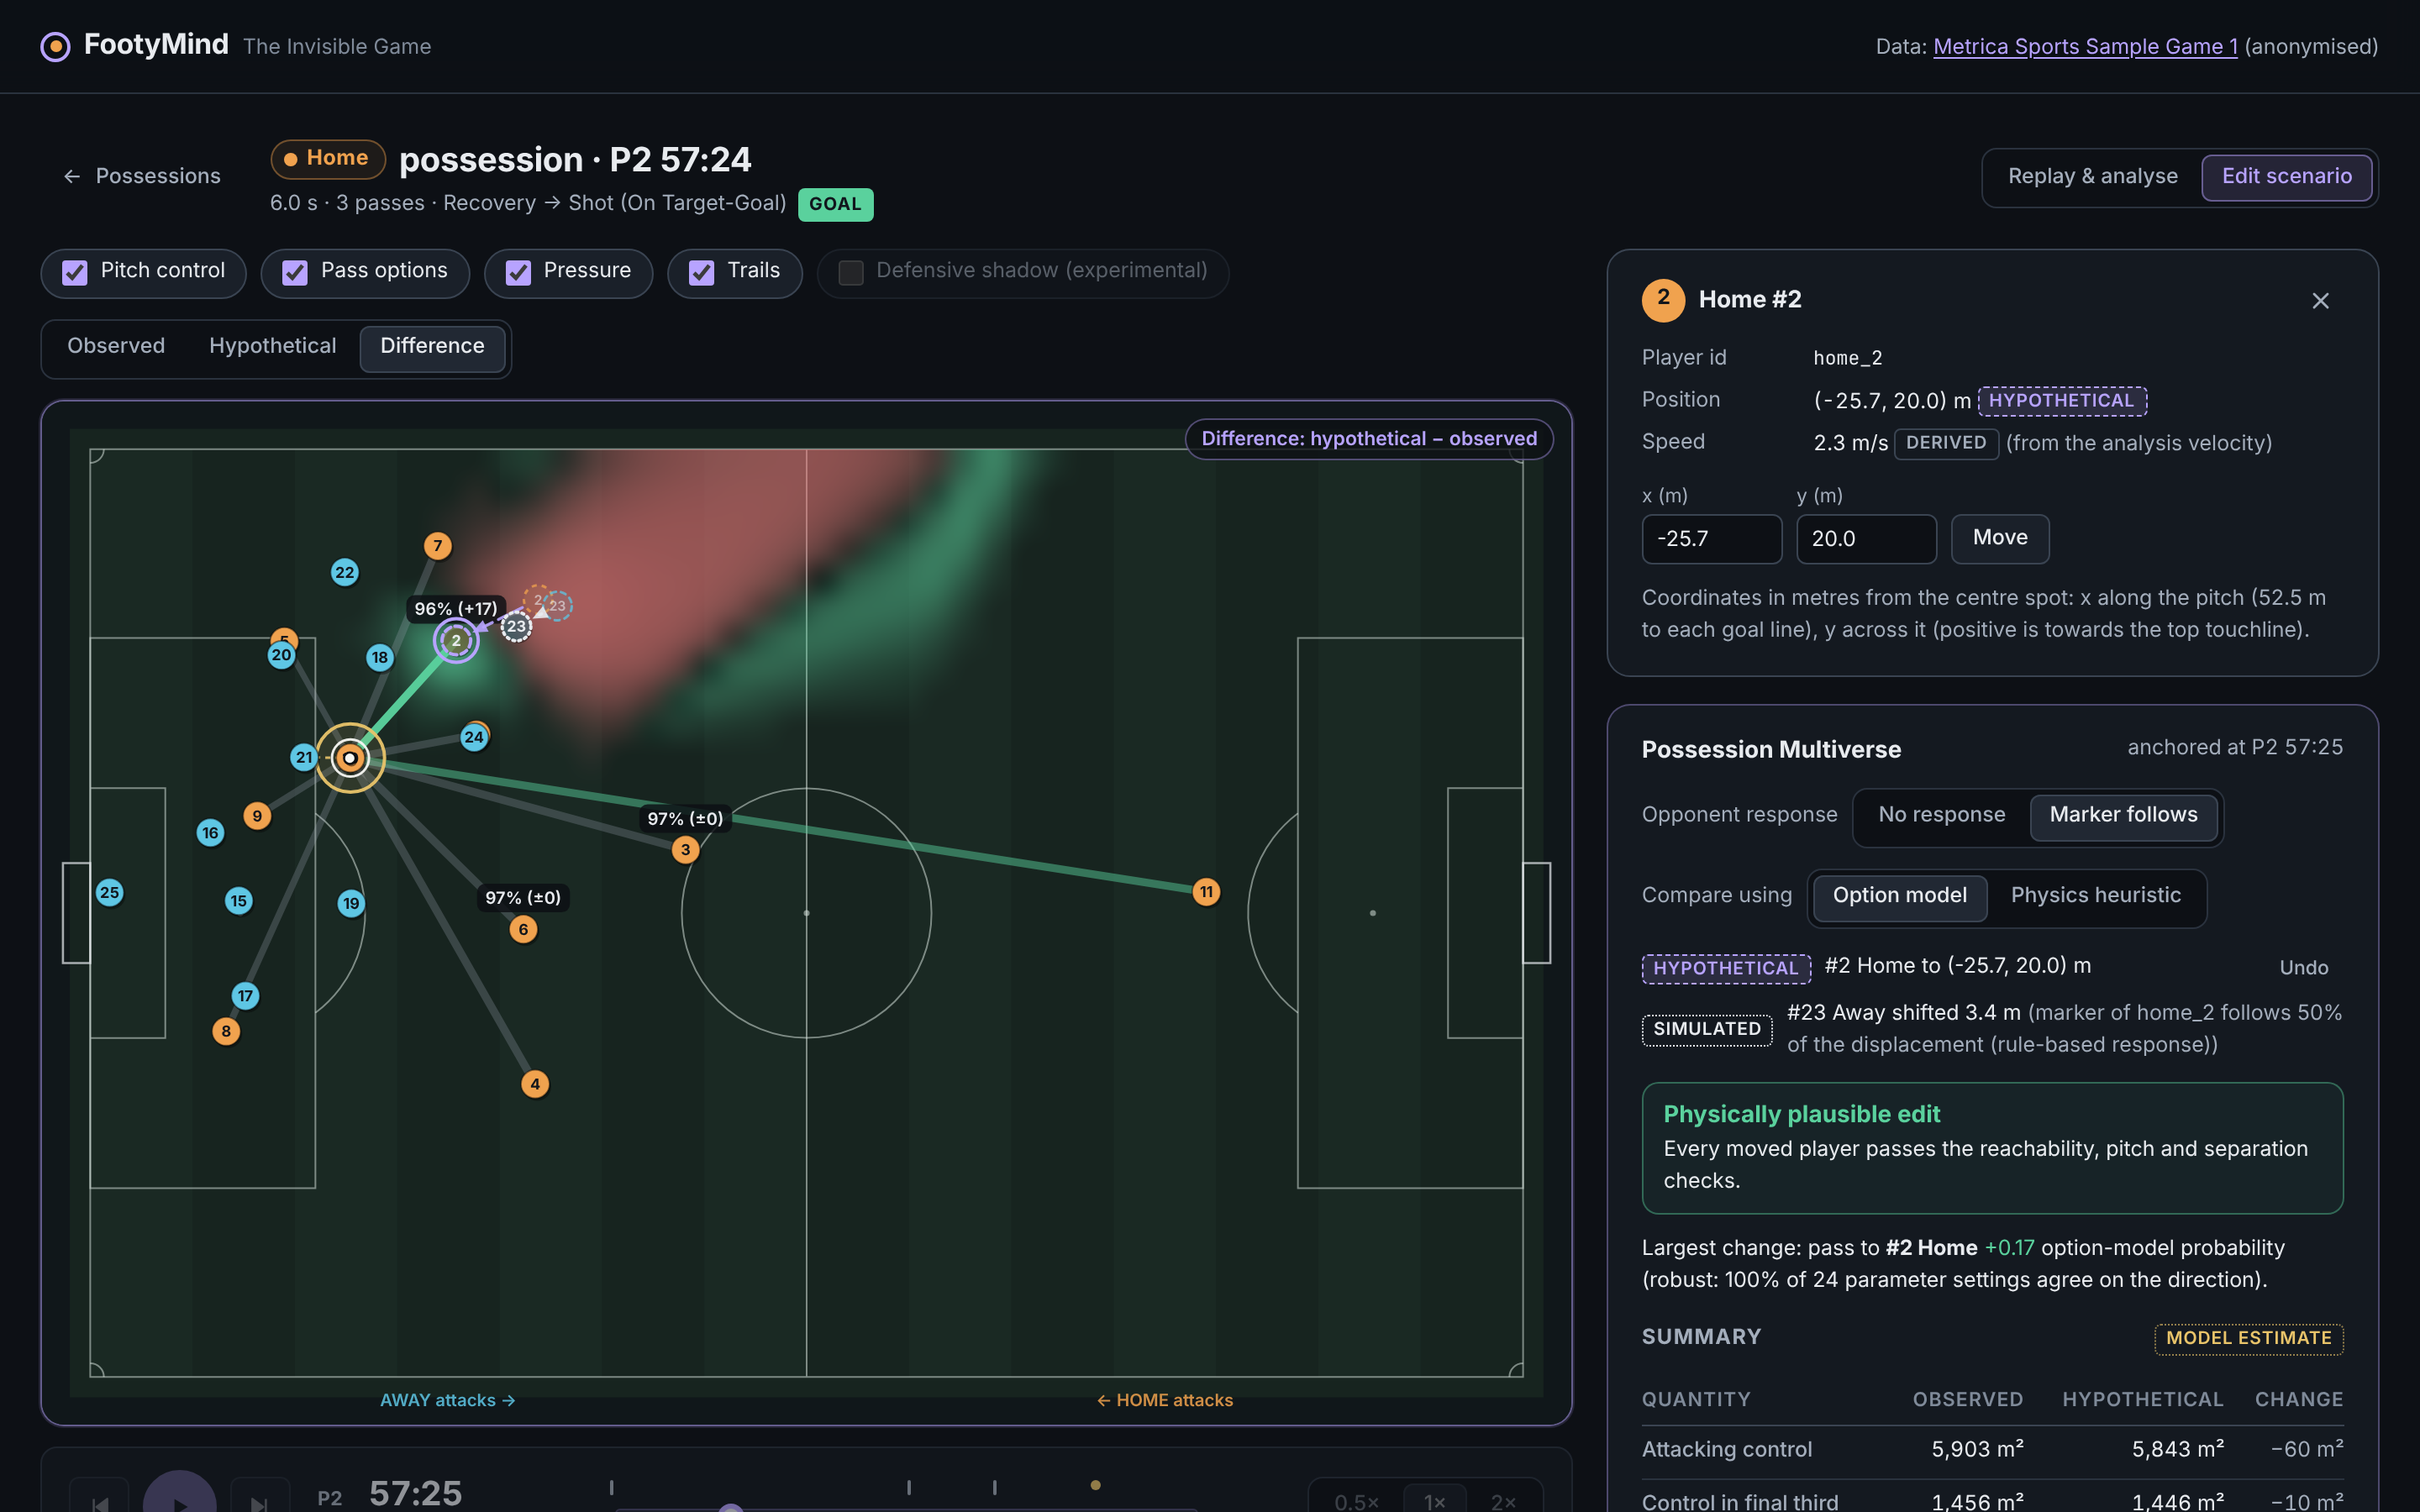 FootyMind The Invisible Game
Data: Metrica Sports Sample Game 1 (anonymised)
← Possessions
Home possession · P2 57:24
6.0 s · 3 passes · Recovery → Shot (On Target-Goal) GOAL
Replay & analyse Edit scenario
Pitch control Pass options Pressure Trails Defensive shadow (experimental)
Observed Hypothetical Difference
Difference: hypothetical – observed
7
22
96% (+17)
2 23
23
2
5
20
18
24
21
9
97% (±0)
16
3
25
15
19
97% (±0)
11
6
17
8
4
AWAY attacks →
← HOME attacks
P2 57:25
0.5× 1× 2×
2 Home #2
Player id home_2
Position (-25.7, 20.0) m HYPOTHETICAL
Speed 2.3 m/s DERIVED (from the analysis velocity)
x (m) y (m)
-25.7 20.0 Move
Coordinates in metres from the centre spot: x along the pitch (52.5 m
to each goal line), y across it (positive is towards the top touchline).
Possession Multiverse anchored at P2 57:25
Opponent response No response Marker follows
Compare using Option model Physics heuristic
HYPOTHETICAL #2 Home to (-25.7, 20.0) m Undo
SIMULATED #23 Away shifted 3.4 m (marker of home_2 follows 50%
of the displacement (rule-based response))
Physically plausible edit
Every moved player passes the reachability, pitch and separation
checks.
Largest change: pass to #2 Home +0.17 option-model probability
(robust: 100% of 24 parameter settings agree on the direction).
SUMMARY MODEL ESTIMATE
QUANTITY OBSERVED HYPOTHETICAL CHANGE
Attacking control 5,903 m² 5,843 m² −60 m²
Control in final third 1,456 m² 1,446 m² −10 m²